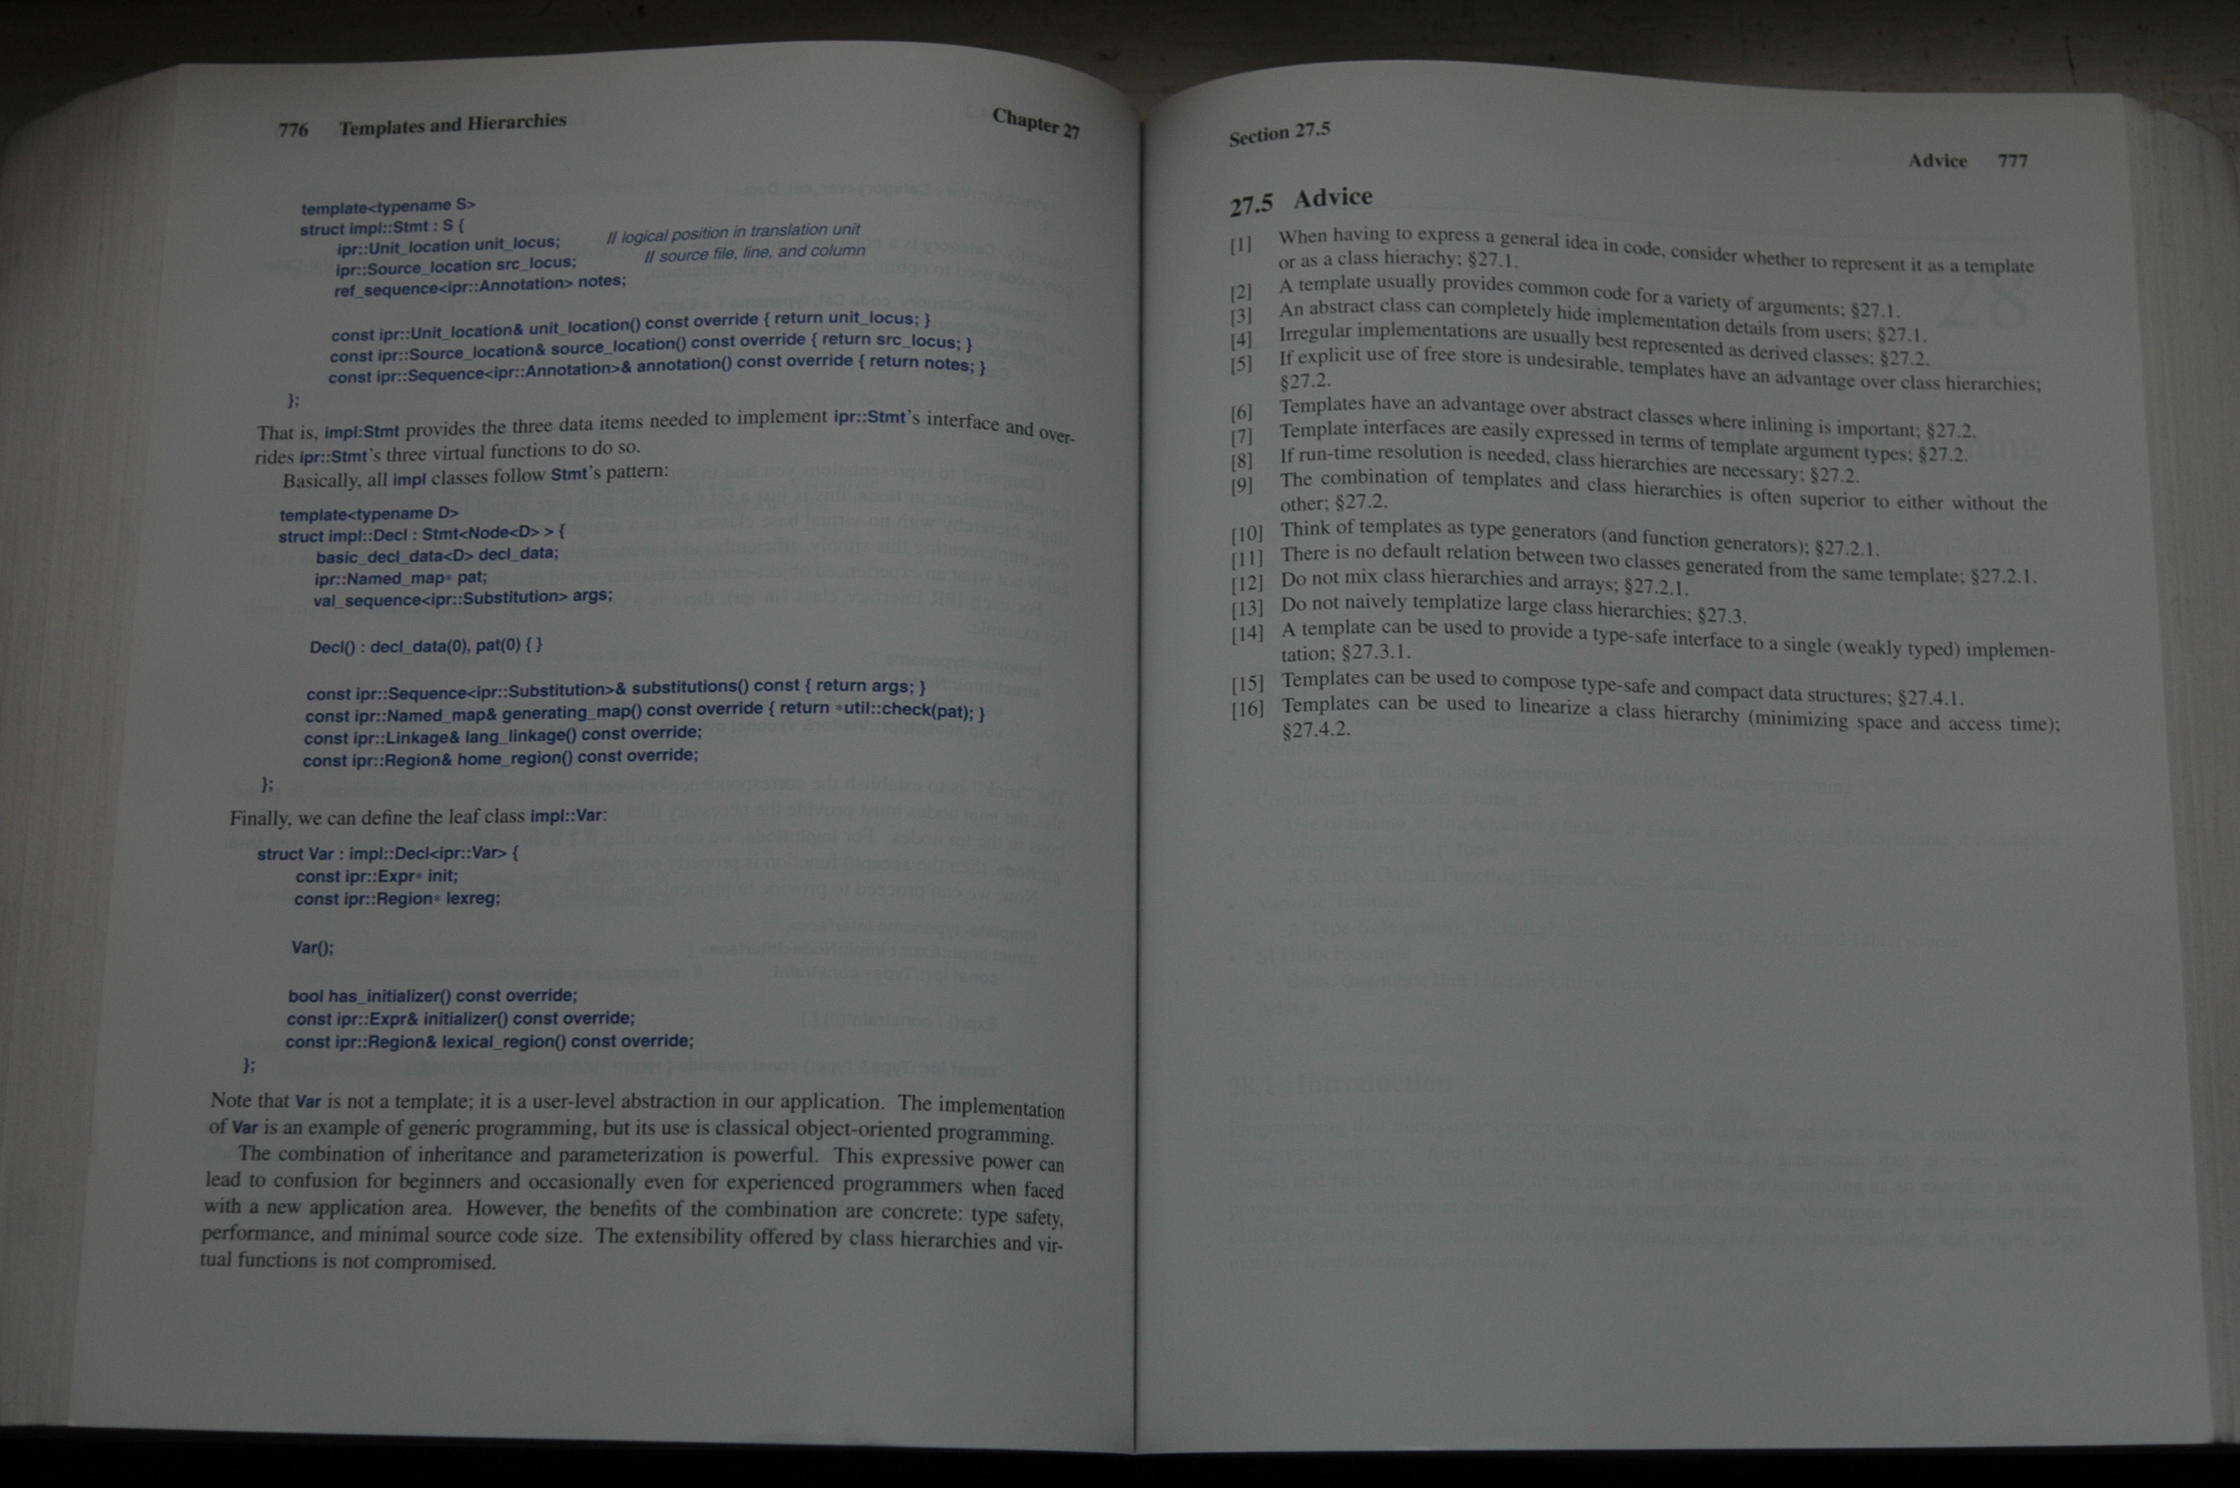 776 Templates and Hierarchies Chapter 27
template<typename S>
struct impl::Stmt : S {
ipr::Unit_location unit_locus; // logical position in translation unit
ipr::Source_location src_locus; // source file, line, and column
ref_sequence<ipr::Annotation> notes;
const ipr::Unit_location& unit_location() const override { return unit_locus; }
const ipr::Source_location& source_location() const override { return src_locus; }
const ipr::Sequence<ipr::Annotation>& annotation() const override { return notes; }
};
That is, impl:Stmt provides the three data items needed to implement ipr::Stmt's interface and over-
rides ipr::Stmt's three virtual functions to do so.
Basically, all impl classes follow Stmt's pattern:
template<typename D>
struct impl::Decl : Stmt<Node<D> > {
basic_decl_data<D> decl_data;
ipr::Named_map* pat;
val_sequence<ipr::Substitution> args;
Decl() : decl_data(0), pat(0) { }
const ipr::Sequence<ipr::Substitution>& substitutions() const { return args; }
const ipr::Named_map& generating_map() const override { return *util::check(pat); }
const ipr::Linkage& lang_linkage() const override;
const ipr::Region& home_region() const override;
};
Finally, we can define the leaf class impl::Var:
struct Var : impl::Decl<ipr::Var> {
const ipr::Expr* init;
const ipr::Region* lexreg;
Var();
bool has_initializer() const override;
const ipr::Expr& initializer() const override;
const ipr::Region& lexical_region() const override;
};
Note that Var is not a template; it is a user-level abstraction in our application. The implementation
of Var is an example of generic programming, but its use is classical object-oriented programming.
The combination of inheritance and parameterization is powerful. This expressive power can
lead to confusion for beginners and occasionally even for experienced programmers when faced
with a new application area. However, the benefits of the combination are concrete: type safety,
performance, and minimal source code size. The extensibility offered by class hierarchies and vir-
tual functions is not compromised.
Section 27.5 Advice 777
27.5 Advice
[1] When having to express a general idea in code, consider whether to represent it as a template
or as a class hierachy; §27.1.
[2] A template usually provides common code for a variety of arguments; §27.1.
[3] An abstract class can completely hide implementation details from users; §27.1.
[4] Irregular implementations are usually best represented as derived classes; §27.2.
[5] If explicit use of free store is undesirable, templates have an advantage over class hierarchies;
§27.2.
[6] Templates have an advantage over abstract classes where inlining is important; §27.2.
[7] Template interfaces are easily expressed in terms of template argument types; §27.2.
[8] If run-time resolution is needed, class hierarchies are necessary; §27.2.
[9] The combination of templates and class hierarchies is often superior to either without the
other; §27.2.
[10] Think of templates as type generators (and function generators); §27.2.1.
[11] There is no default relation between two classes generated from the same template; §27.2.1.
[12] Do not mix class hierarchies and arrays; §27.2.1.
[13] Do not naively templatize large class hierarchies; §27.3.
[14] A template can be used to provide a type-safe interface to a single (weakly typed) implemen-
tation; §27.3.1.
[15] Templates can be used to compose type-safe and compact data structures; §27.4.1.
[16] Templates can be used to linearize a class hierarchy (minimizing space and access time);
§27.4.2.